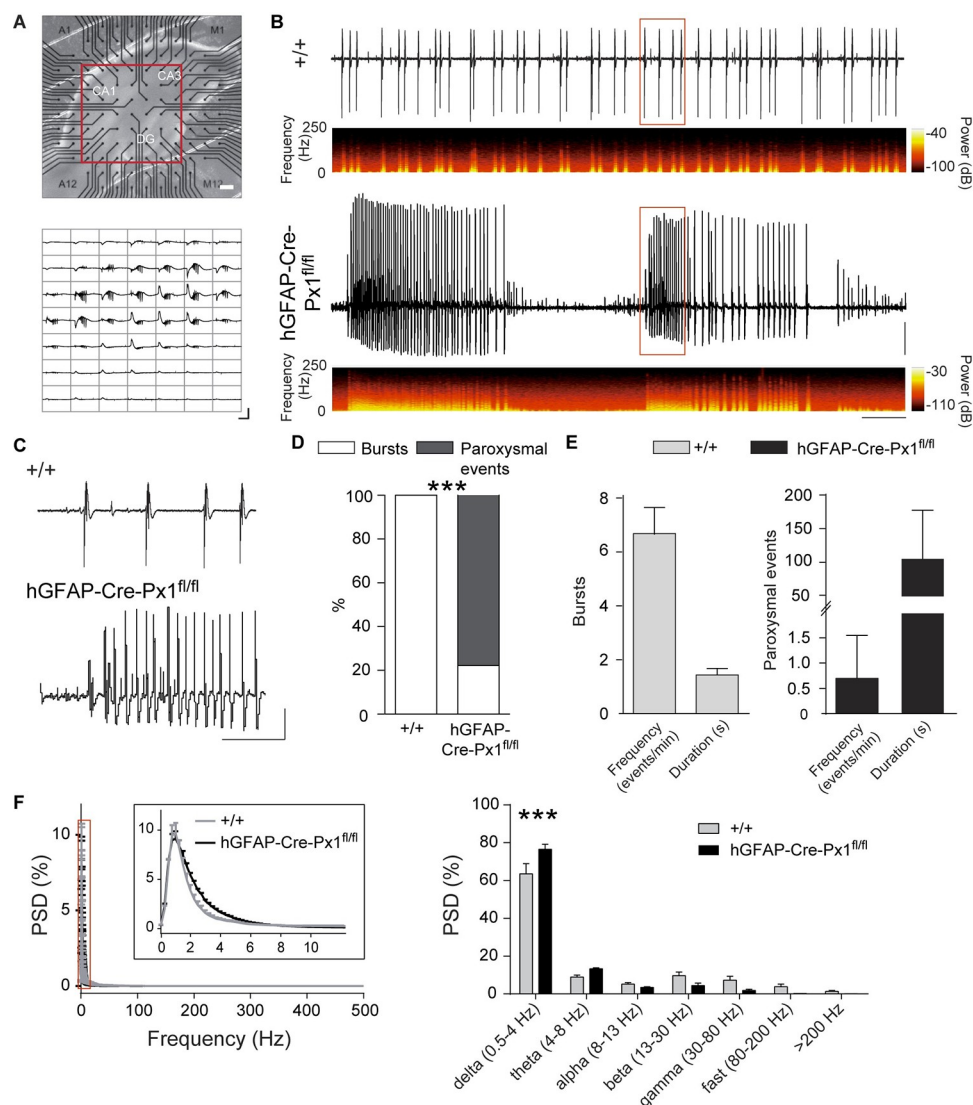 A
A1
M1
CA3
CA1
DG
A12
M12
B
+/+
Frequency
(Hz)
250
0
Power (dB)
-40
-100
hGFAP-Cre-
Px1fl/fl
Frequency
(Hz)
250
0
Power (dB)
-30
-110
C
+/+
hGFAP-Cre-Px1fl/fl
D
Bursts
Paroxysmal
events
***
100
80
60
40
20
0
%
+/+
hGFAP-
Cre-Px1fl/fl
E
+/+
hGFAP-Cre-Px1fl/fl
8
6
4
2
0
Bursts
Frequency
(events/min)
Duration (s)
200
150
100
50
1.5
1.0
0.5
0
Paroxysmal events
Frequency
(events/min)
Duration (s)
F
10
5
0
PSD (%)
0 100 200 300 400 500
Frequency (Hz)
+/+
hGFAP-Cre-Px1fl/fl
10
5
0
0 2 4 6 8 10
100
80
60
40
20
0
PSD (%)
***
+/+
hGFAP-Cre-Px1fl/fl
delta (0.5-4 Hz)
theta (4-8 Hz)
alpha (8-13 Hz)
beta (13-30 Hz)
gamma (30-80 Hz)
fast (80-200 Hz)
>200 Hz